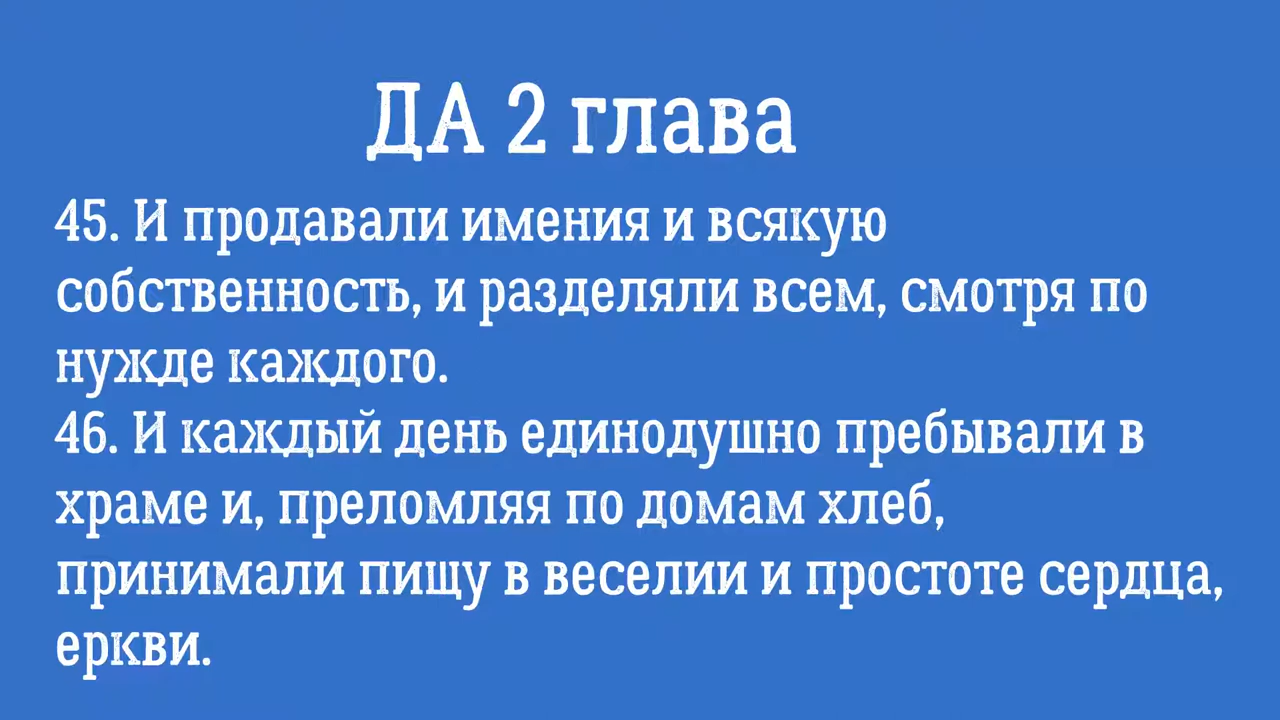 ДА 2 глава
45. И продавали имения и всякую
собственность, и разделяли всем, смотря по
нужде каждого.
46. И каждый день единодушно пребывали в
храме и, преломляя по домам хлеб,
принимали пищу в веселии и простоте сердца,
еркви.